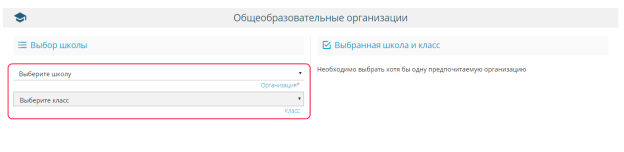 Общеобразовательные организации
Выбор школы
Выберите школу
Организация*
Выберите класс
Класс
Выбранная школа и класс
Необходимо выбрать хотя бы одну предпочитаемую организацию